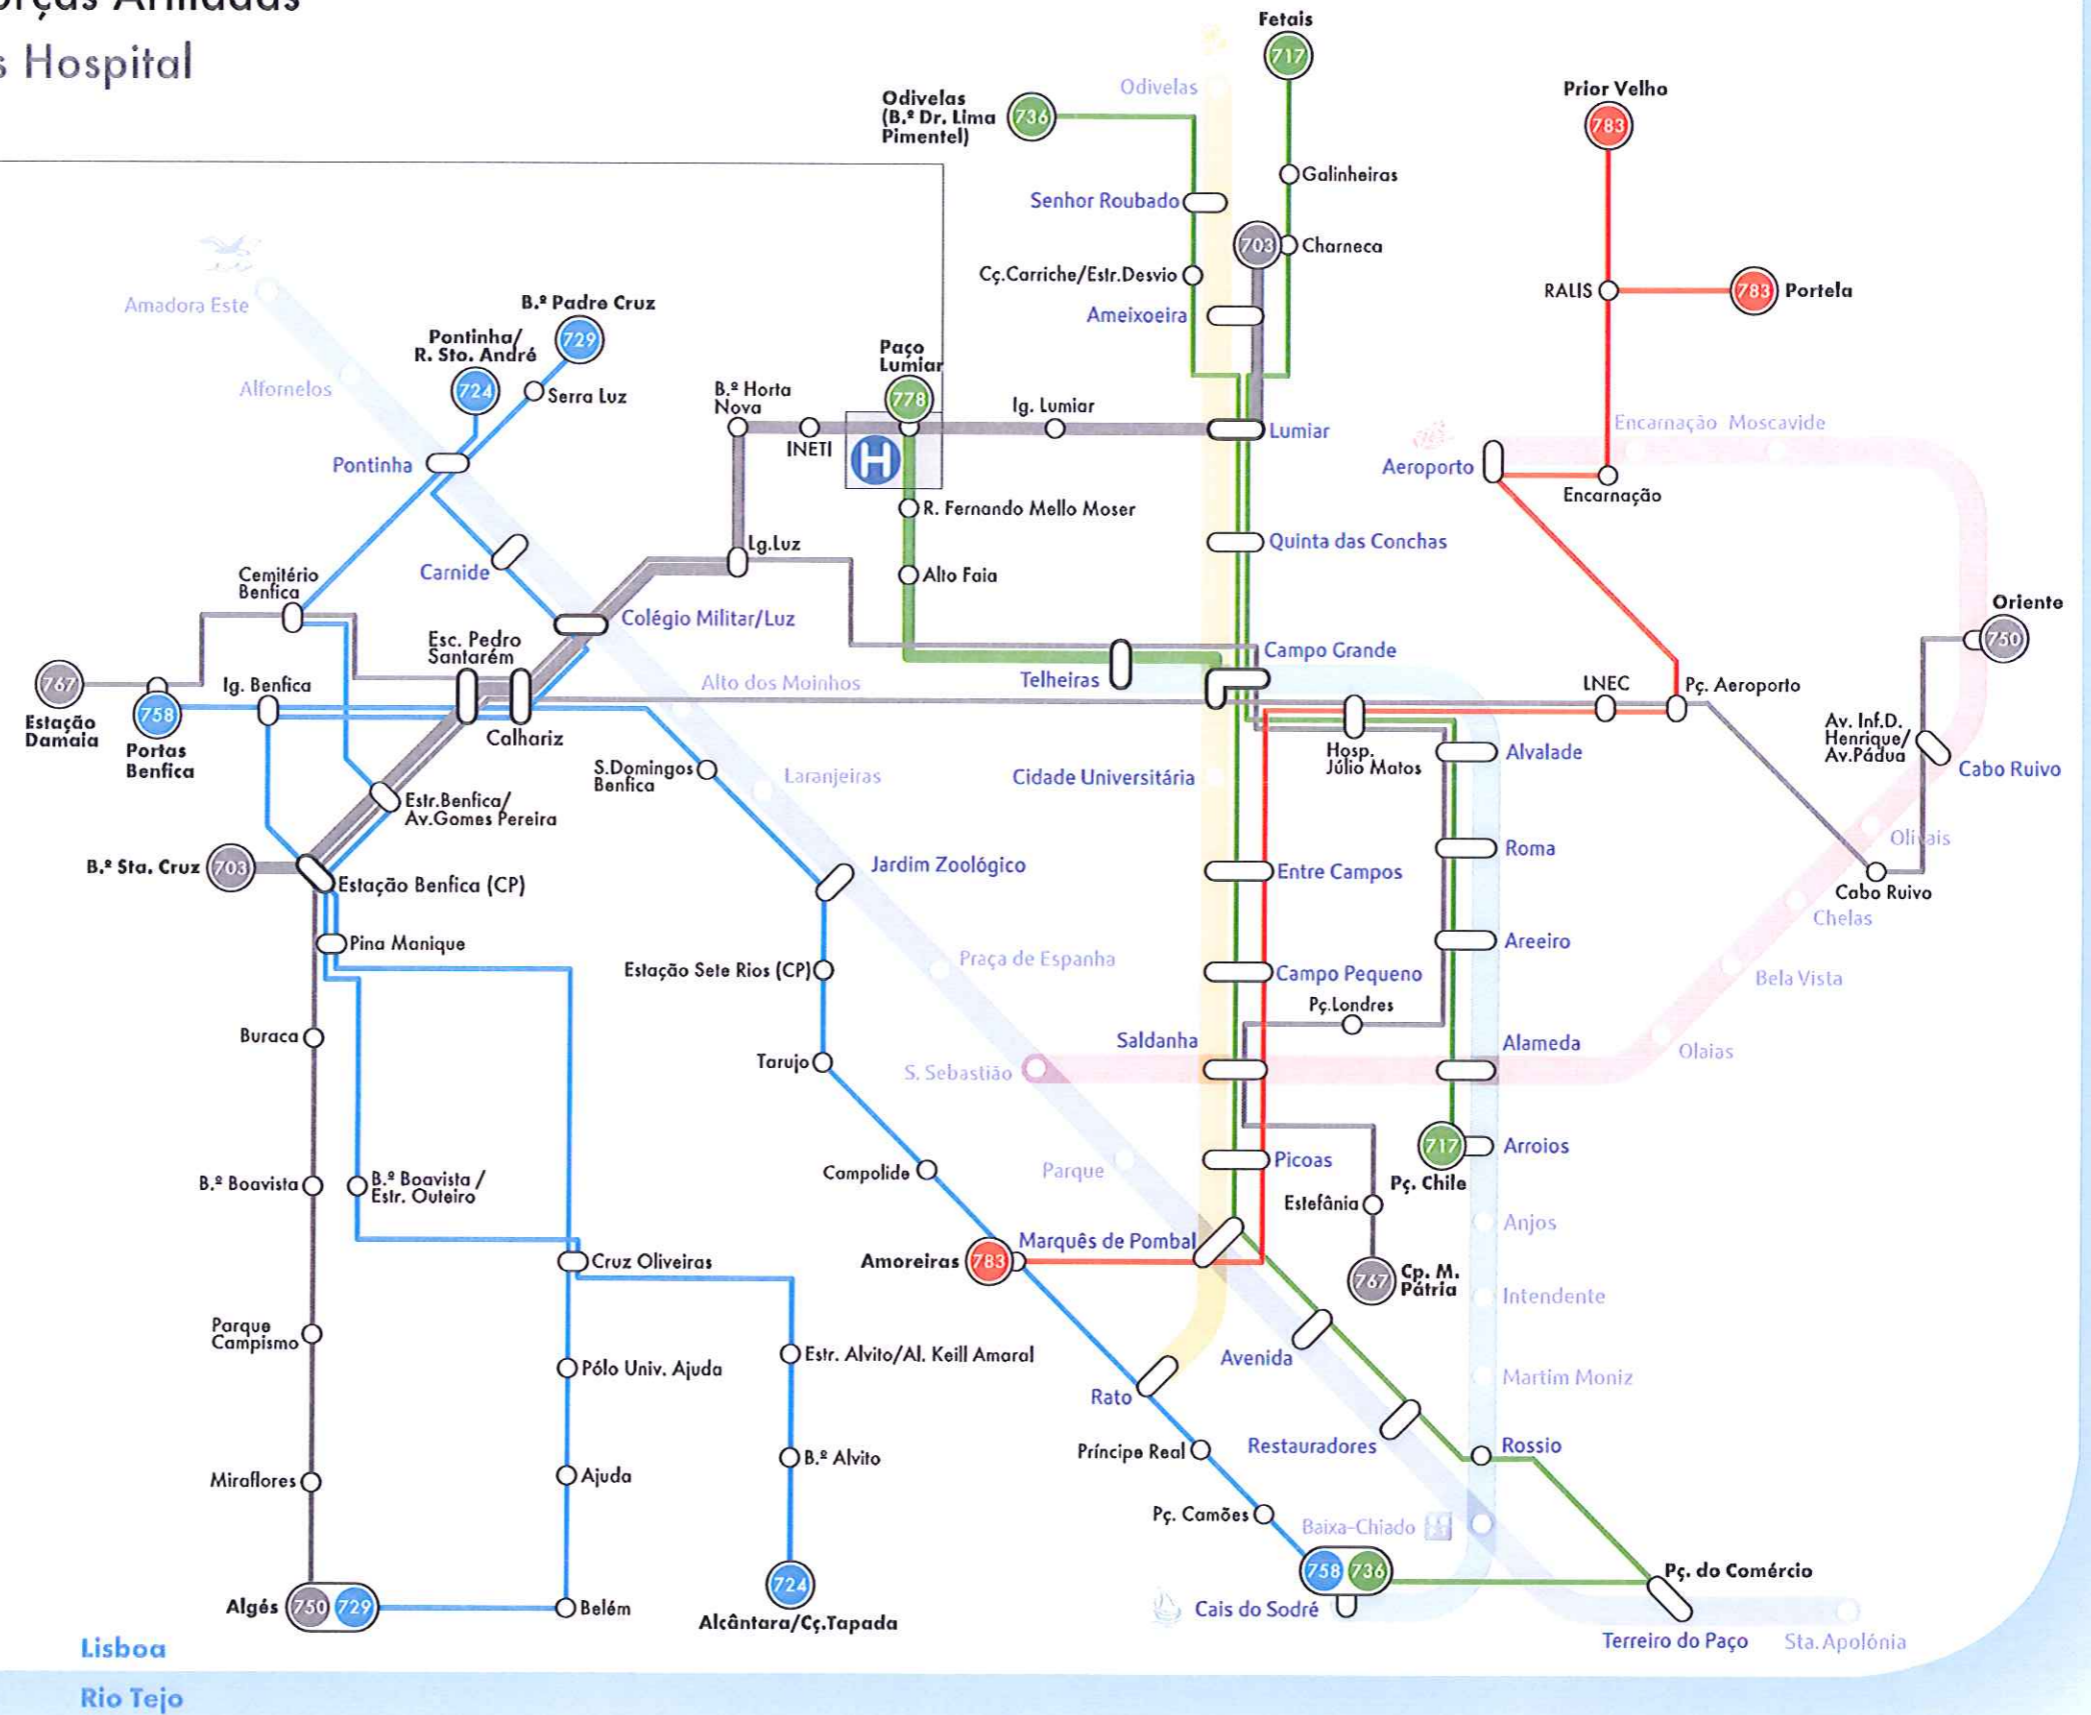 s Hospital
Fetais
717
Odivelas
Prior Velho
783
Odivelas
(B.º Dr. Lima
Pimentel)
736
Galinheiras
Senhor Roubado
703
Charneca
Cç.Carriche/Estr.Desvio
RALIS
783
Portela
Amadora Este
B.º Padre Cruz
729
Ameixoeira
Pontinha/
R. Sto. André
724
Serra Luz
Alfornelos
Paço
Lumiar
778
B.º Horta
Nova
INETI
H
Ig. Lumiar
Lumiar
Encarnação
Moscavide
Pontinha
Aeroporto
Encarnação
R. Fernando Mello Moser
Lg.Luz
Quinta das Conchas
Carnide
Alto Faia
Cemitério
Benfica
Colégio Militar/Luz
Oriente
750
Esc. Pedro
Santarém
Campo Grande
767
Estação
Damaia
758
Portas
Benfica
Ig. Benfica
Alto dos Moinhos
Telheiras
LNEC
Pç. Aeroporto
Calhariz
Av. Inf.D.
Henrique/
Av.Pádua
Cabo Ruivo
S.Domingos
Benfica
Laranjeiras
Cidade Universitária
Hosp.
Júlio Matos
Alvalade
Estr.Benfica/
Av.Gomes Pereira
Roma
Olivais
B.º Sta. Cruz
703
Estação Benfica (CP)
Jardim Zoológico
Entre Campos
Cabo Ruivo
Chelas
Pina Manique
Areeiro
Estação Sete Rios (CP)
Praça de Espanha
Campo Pequeno
Bela Vista
Pç.Londres
Buraca
Saldanha
Alameda
Olaias
Tarujo
S. Sebastião
717
Pç. Chile
Arroios
Parque
Picoas
Campolide
B.º Boavista
B.º Boavista /
Estr. Outeiro
Estefânia
Anjos
Amoreiras
783
Marquês de Pombal
Cruz Oliveiras
767
Cp. M.
Pátria
Intendente
Parque
Campismo
Estr. Alvito/Al. Keill Amaral
Avenida
Pólo Univ. Ajuda
Martim Moniz
Rato
Príncipe Real
Restauradores
Rossio
B.º Alvito
Miraflores
Ajuda
Pç. Camões
Baixa-Chiado
758
736
Pç. do Comércio
724
Alcântara/Cç.Tapada
Algés
750
729
Belém
Cais do Sodré
Terreiro do Paço
Sta. Apolónia
Lisboa
Rio Tejo